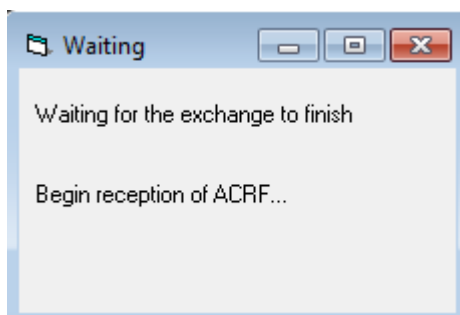 Waiting
Waiting for the exchange to finish
Begin reception of ACRF...